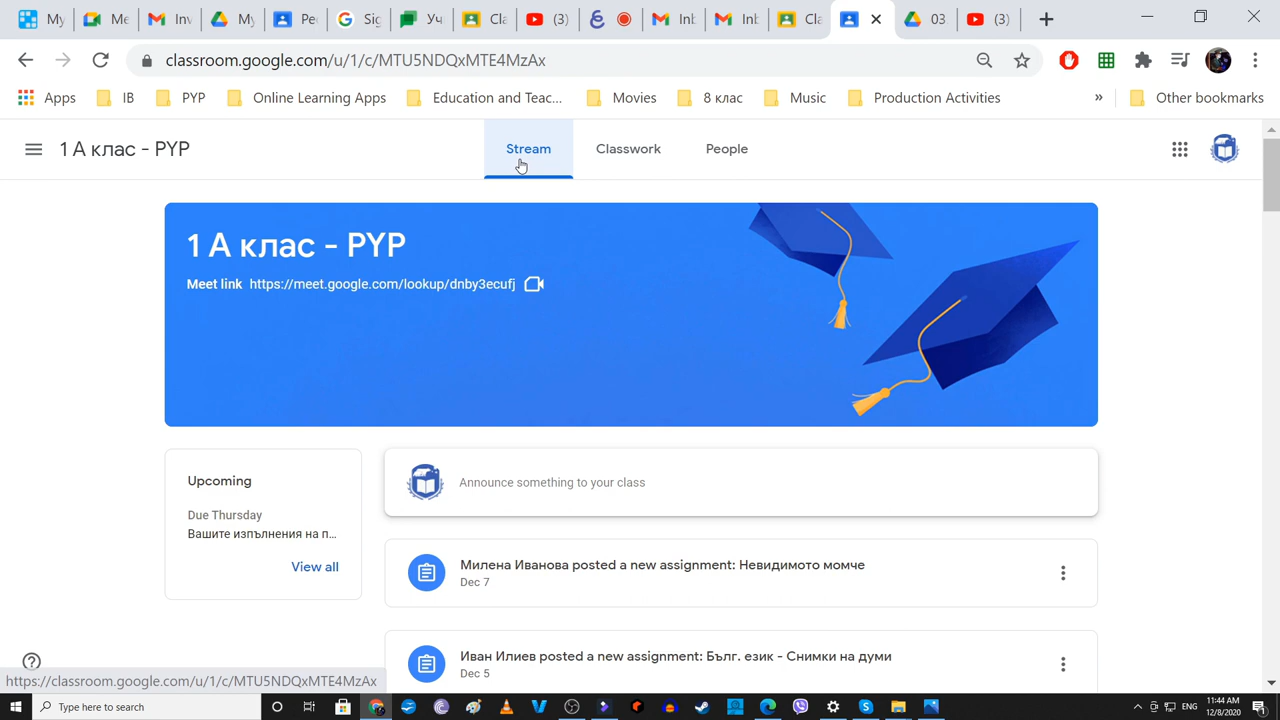 My
Me
Inv
My
Peo
Sig
Уч
Cla
(3)
Inb
Inb
Cla
03.
(3)
classroom.google.com/u/1/c/MTU5NDQxMTE4MzAx
Apps
IB
PYP
Online Learning Apps
Education and Teac...
Movies
8 клас
Music
Production Activities
»
Other bookmarks
1 А клас - PYP
Stream
Classwork
People
1 А клас - PYP
Meet link https://meet.google.com/lookup/dnby3ecufj
Upcoming
Due Thursday
Вашите изпълнения на п...
View all
Announce something to your class
Милена Иванова posted a new assignment: Невидимото момче
Dec 7
Иван Илиев posted a new assignment: Бълг. език - Снимки на думи
Dec 5
https://classroom.google.com/u/1/c/MTU5NDQxMTE4MzAx
Type here to search
11:44 AM
12/8/2020